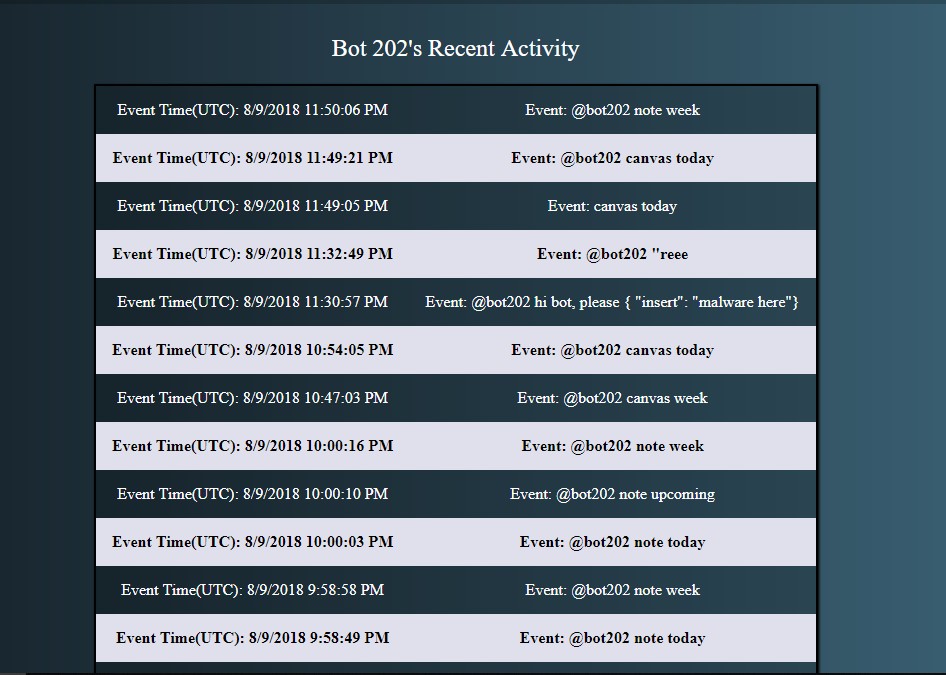 Bot 202's Recent Activity
Event Time(UTC): 8/9/2018 11:50:06 PM Event: @bot202 note week
Event Time(UTC): 8/9/2018 11:49:21 PM Event: @bot202 canvas today
Event Time(UTC): 8/9/2018 11:49:05 PM Event: canvas today
Event Time(UTC): 8/9/2018 11:32:49 PM Event: @bot202 "reee
Event Time(UTC): 8/9/2018 11:30:57 PM Event: @bot202 hi bot, please { "insert": "malware here"}
Event Time(UTC): 8/9/2018 10:54:05 PM Event: @bot202 canvas today
Event Time(UTC): 8/9/2018 10:47:03 PM Event: @bot202 canvas week
Event Time(UTC): 8/9/2018 10:00:16 PM Event: @bot202 note week
Event Time(UTC): 8/9/2018 10:00:10 PM Event: @bot202 note upcoming
Event Time(UTC): 8/9/2018 10:00:03 PM Event: @bot202 note today
Event Time(UTC): 8/9/2018 9:58:58 PM Event: @bot202 note week
Event Time(UTC): 8/9/2018 9:58:49 PM Event: @bot202 note today